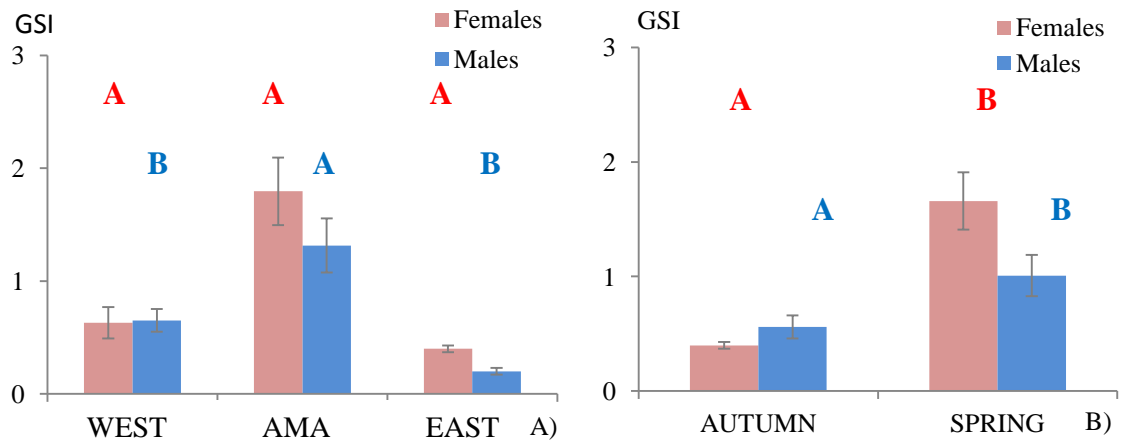 GSI
Females
Males
3
2
1
0
A
A
A
B
A
B
WEST
AMA
EAST
A)
GSI
Females
Males
3
2
1
0
A
B
A
B
AUTUMN
SPRING
B)